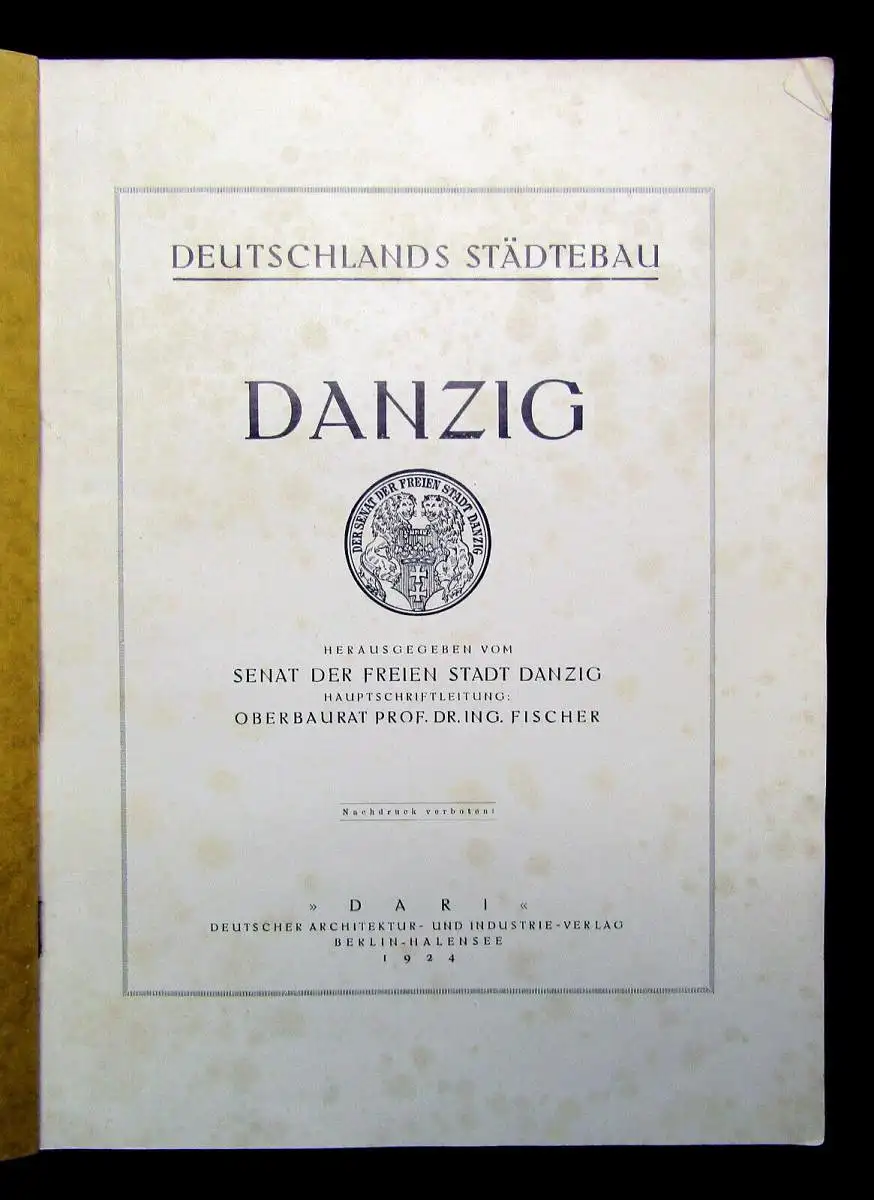 DEUTSCHLANDS STÄDTEBAU
DANZIG
DER SENAT DER FREIEN STADT DANZIG
HERAUSGEGEBEN VOM
SENAT DER FREIEN STADT DANZIG
HAUPTSCHRIFTLEITUNG:
OBERBAURAT PROF. DR. ING. FISCHER
Nachdruck verboten!
» DARI «
DEUTSCHER ARCHITEKTUR- UND INDUSTRIE-VERLAG
BERLIN-HALENSEE
1924